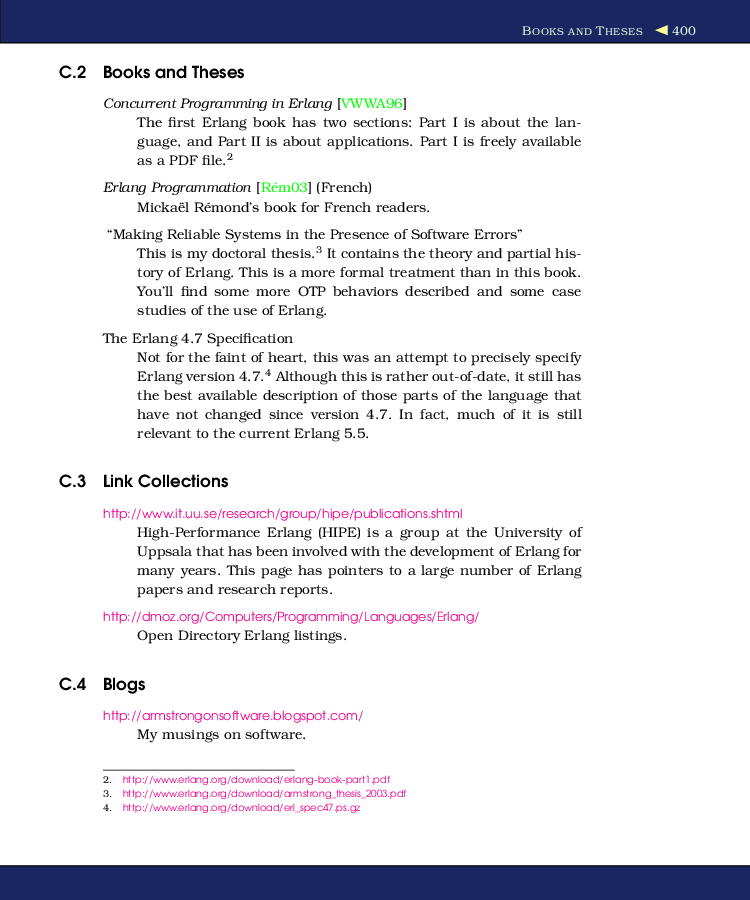 BOOKS AND THESES ◀ 400
C.2 Books and Theses
Concurrent Programming in Erlang [VWWA96]
The first Erlang book has two sections: Part I is about the lan-
guage, and Part II is about applications. Part I is freely available
as a PDF file.2
Erlang Programmation [Rém03] (French)
Mickaël Rémond’s book for French readers.
“Making Reliable Systems in the Presence of Software Errors”
This is my doctoral thesis.3 It contains the theory and partial his-
tory of Erlang. This is a more formal treatment than in this book.
You’ll find some more OTP behaviors described and some case
studies of the use of Erlang.
The Erlang 4.7 Specification
Not for the faint of heart, this was an attempt to precisely specify
Erlang version 4.7.4 Although this is rather out-of-date, it still has
the best available description of those parts of the language that
have not changed since version 4.7. In fact, much of it is still
relevant to the current Erlang 5.5.
C.3 Link Collections
http://www.it.uu.se/research/group/hipe/publications.shtml
High-Performance Erlang (HIPE) is a group at the University of
Uppsala that has been involved with the development of Erlang for
many years. This page has pointers to a large number of Erlang
papers and research reports.
http://dmoz.org/Computers/Programming/Languages/Erlang/
Open Directory Erlang listings.
C.4 Blogs
http://armstrongonsoftware.blogspot.com/
My musings on software.
2. http://www.erlang.org/download/erlang-book-part1.pdf
3. http://www.erlang.org/download/armstrong_thesis_2003.pdf
4. http://www.erlang.org/download/erl_spec47.ps.gz